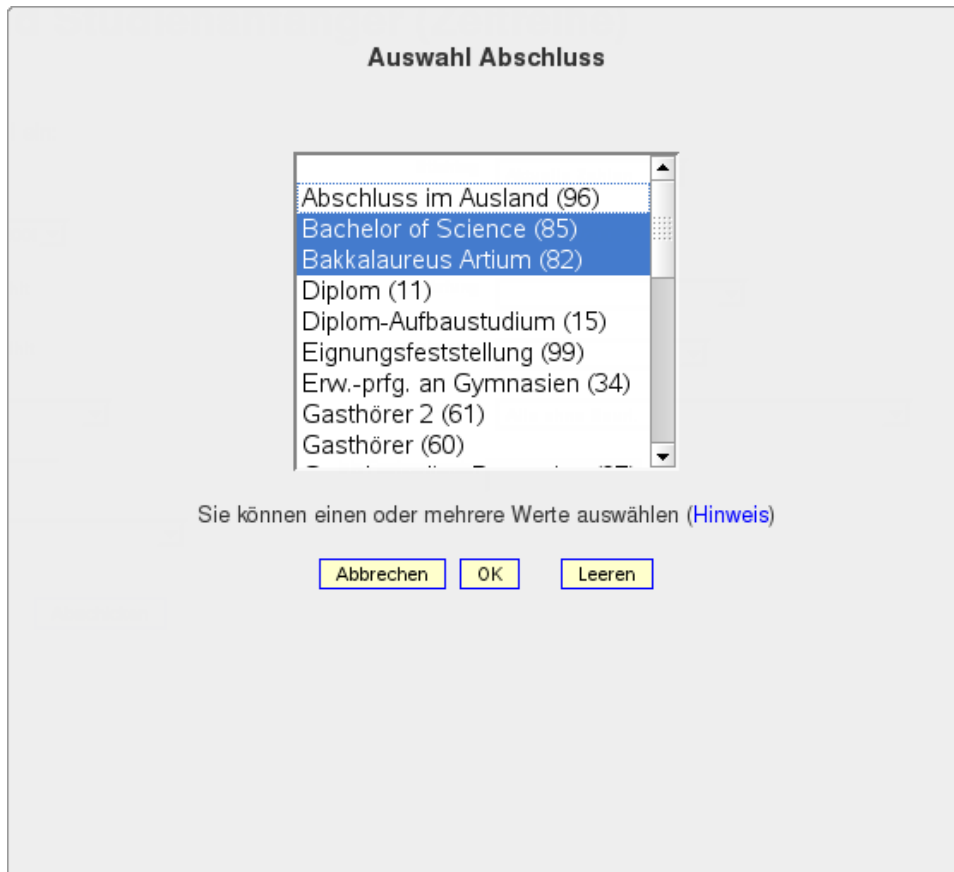 Auswahl Abschluss
Abschluss im Ausland (96)
Bachelor of Science (85)
Bakkalaureus Artium (82)
Diplom (11)
Diplom-Aufbaustudium (15)
Eignungsfeststellung (99)
Erw.-prfg. an Gymnasien (34)
Gasthörer 2 (61)
Gasthörer (60)
Sie können einen oder mehrere Werte auswählen (Hinweis)
Abbrechen OK Leeren